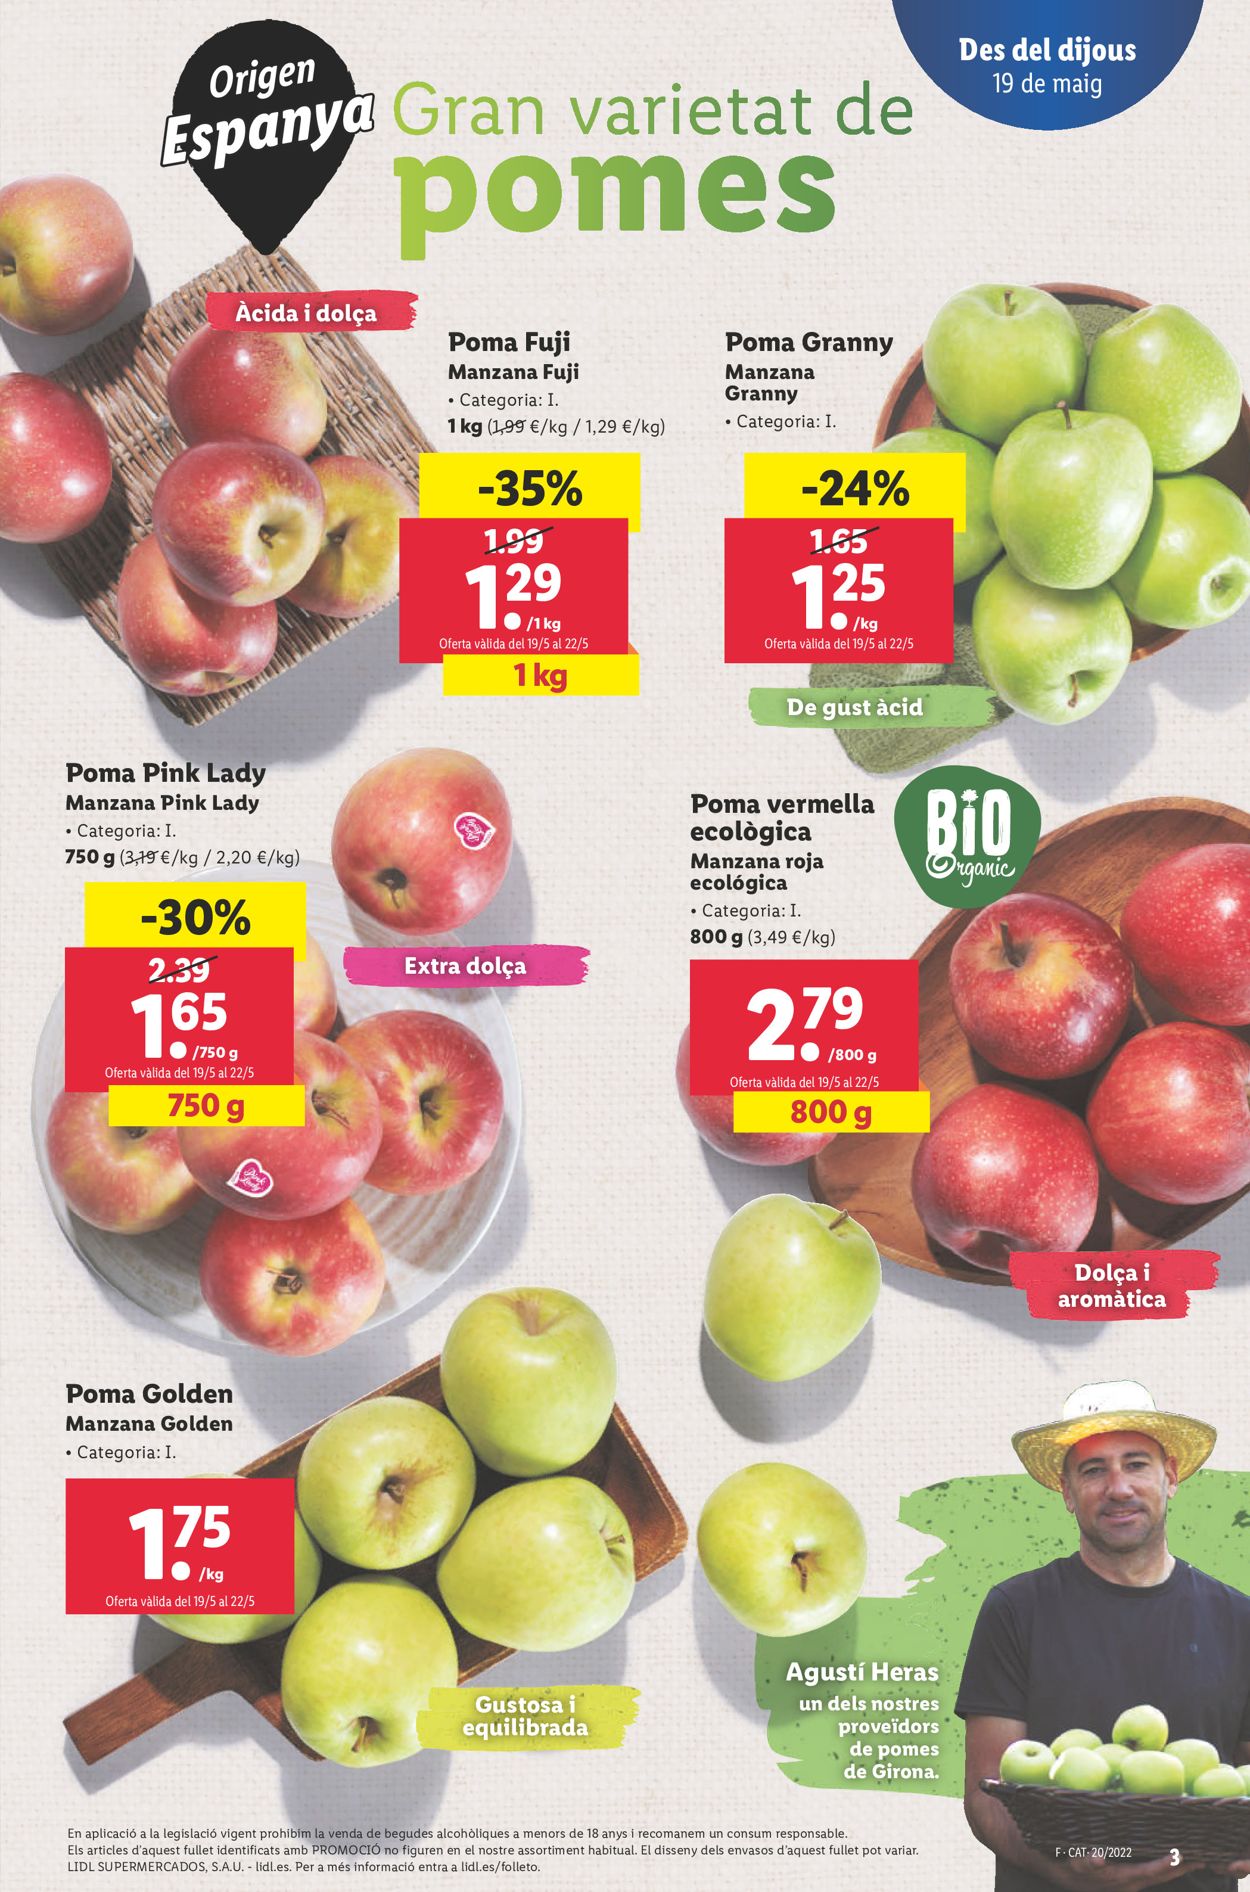 Origen
Espanya
Gran varietat de
pomes
Des del dijous
19 de maig
Àcida i dolça
Poma Fuji
Manzana Fuji
• Categoria: I.
1 kg (1,99 €/kg / 1,29 €/kg)
-35%
1.99
1.29
/1 kg
Oferta vàlida del 19/5 al 22/5
1 kg
Poma Granny
Manzana
Granny
• Categoria: I.
-24%
1.65
1.25
/kg
Oferta vàlida del 19/5 al 22/5
De gust àcid
Poma Pink Lady
Manzana Pink Lady
• Categoria: I.
750 g (3,19 €/kg / 2,20 €/kg)
-30%
2.39
1.65
/750 g
Oferta vàlida del 19/5 al 22/5
750 g
Extra dolça
Pink
Lady
Poma vermella
ecològica
Manzana roja
ecológica
• Categoria: I.
800 g (3,49 €/kg)
BiO
Organic
2.79
/800 g
Oferta vàlida del 19/5 al 22/5
800 g
Dolça i
aromàtica
Poma Golden
Manzana Golden
• Categoria: I.
1.75
/kg
Oferta vàlida del 19/5 al 22/5
Gustosa i
equilibrada
Agustí Heras
un dels nostres
proveïdors
de pomes
de Girona.
En aplicació a la legislació vigent prohibim la venda de begudes alcohòliques a menors de 18 anys i recomanem un consum responsable.
Els articles d'aquest fullet identificats amb PROMOCIÓ no figuren en el nostre assortiment habitual. El disseny dels envasos d'aquest fullet pot variar.
LIDL SUPERMERCADOS, S.A.U. - lidl.es. Per a més informació entra a lidl.es/folleto.
F · CAT · 20/2022
3